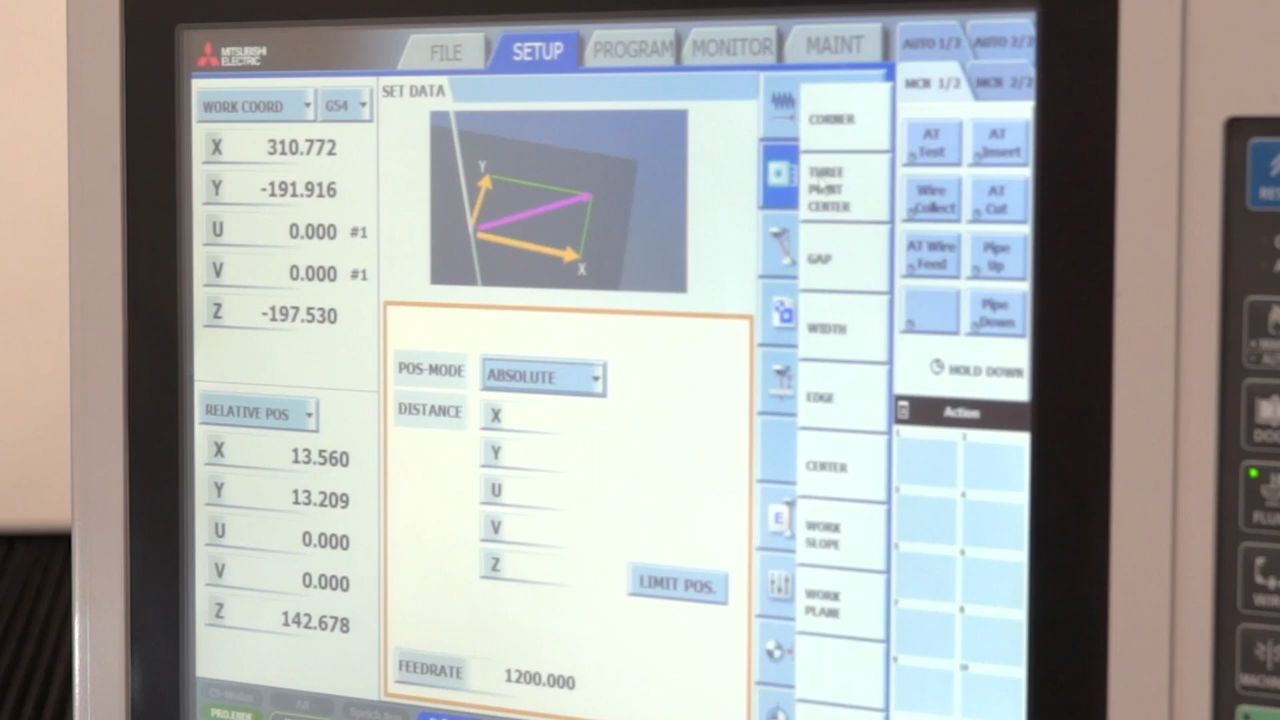 MITSUBISHI
ELECTRIC
FILE
SETUP
PROGRAM
MONITOR
MAINT
AUTO 1/2
AUTO 2/2
MCR 1/2
MCR 2/2
WORK COORD
G54
X 310.772
Y -191.916
U 0.000 #1
V 0.000 #1
Z -197.530
RELATIVE POS
X 13.560
Y 13.209
U 0.000
V 0.000
Z 142.678
SET DATA
Y
X
POS-MODE ABSOLUTE
DISTANCE X
Y
U
V
Z
LIMIT POS.
FEEDRATE 1200.000
CORNER
THREE
POINT
CENTER
GAP
WIDTH
EDGE
CENTER
WORK
SLOPE
WORK
PLANE
E
AT
Test
AT
Insert
Wire
Collect
AT
Cut
AT Wire
Feed
Pipe
Up
Pipe
Down
HOLD DOWN
Action